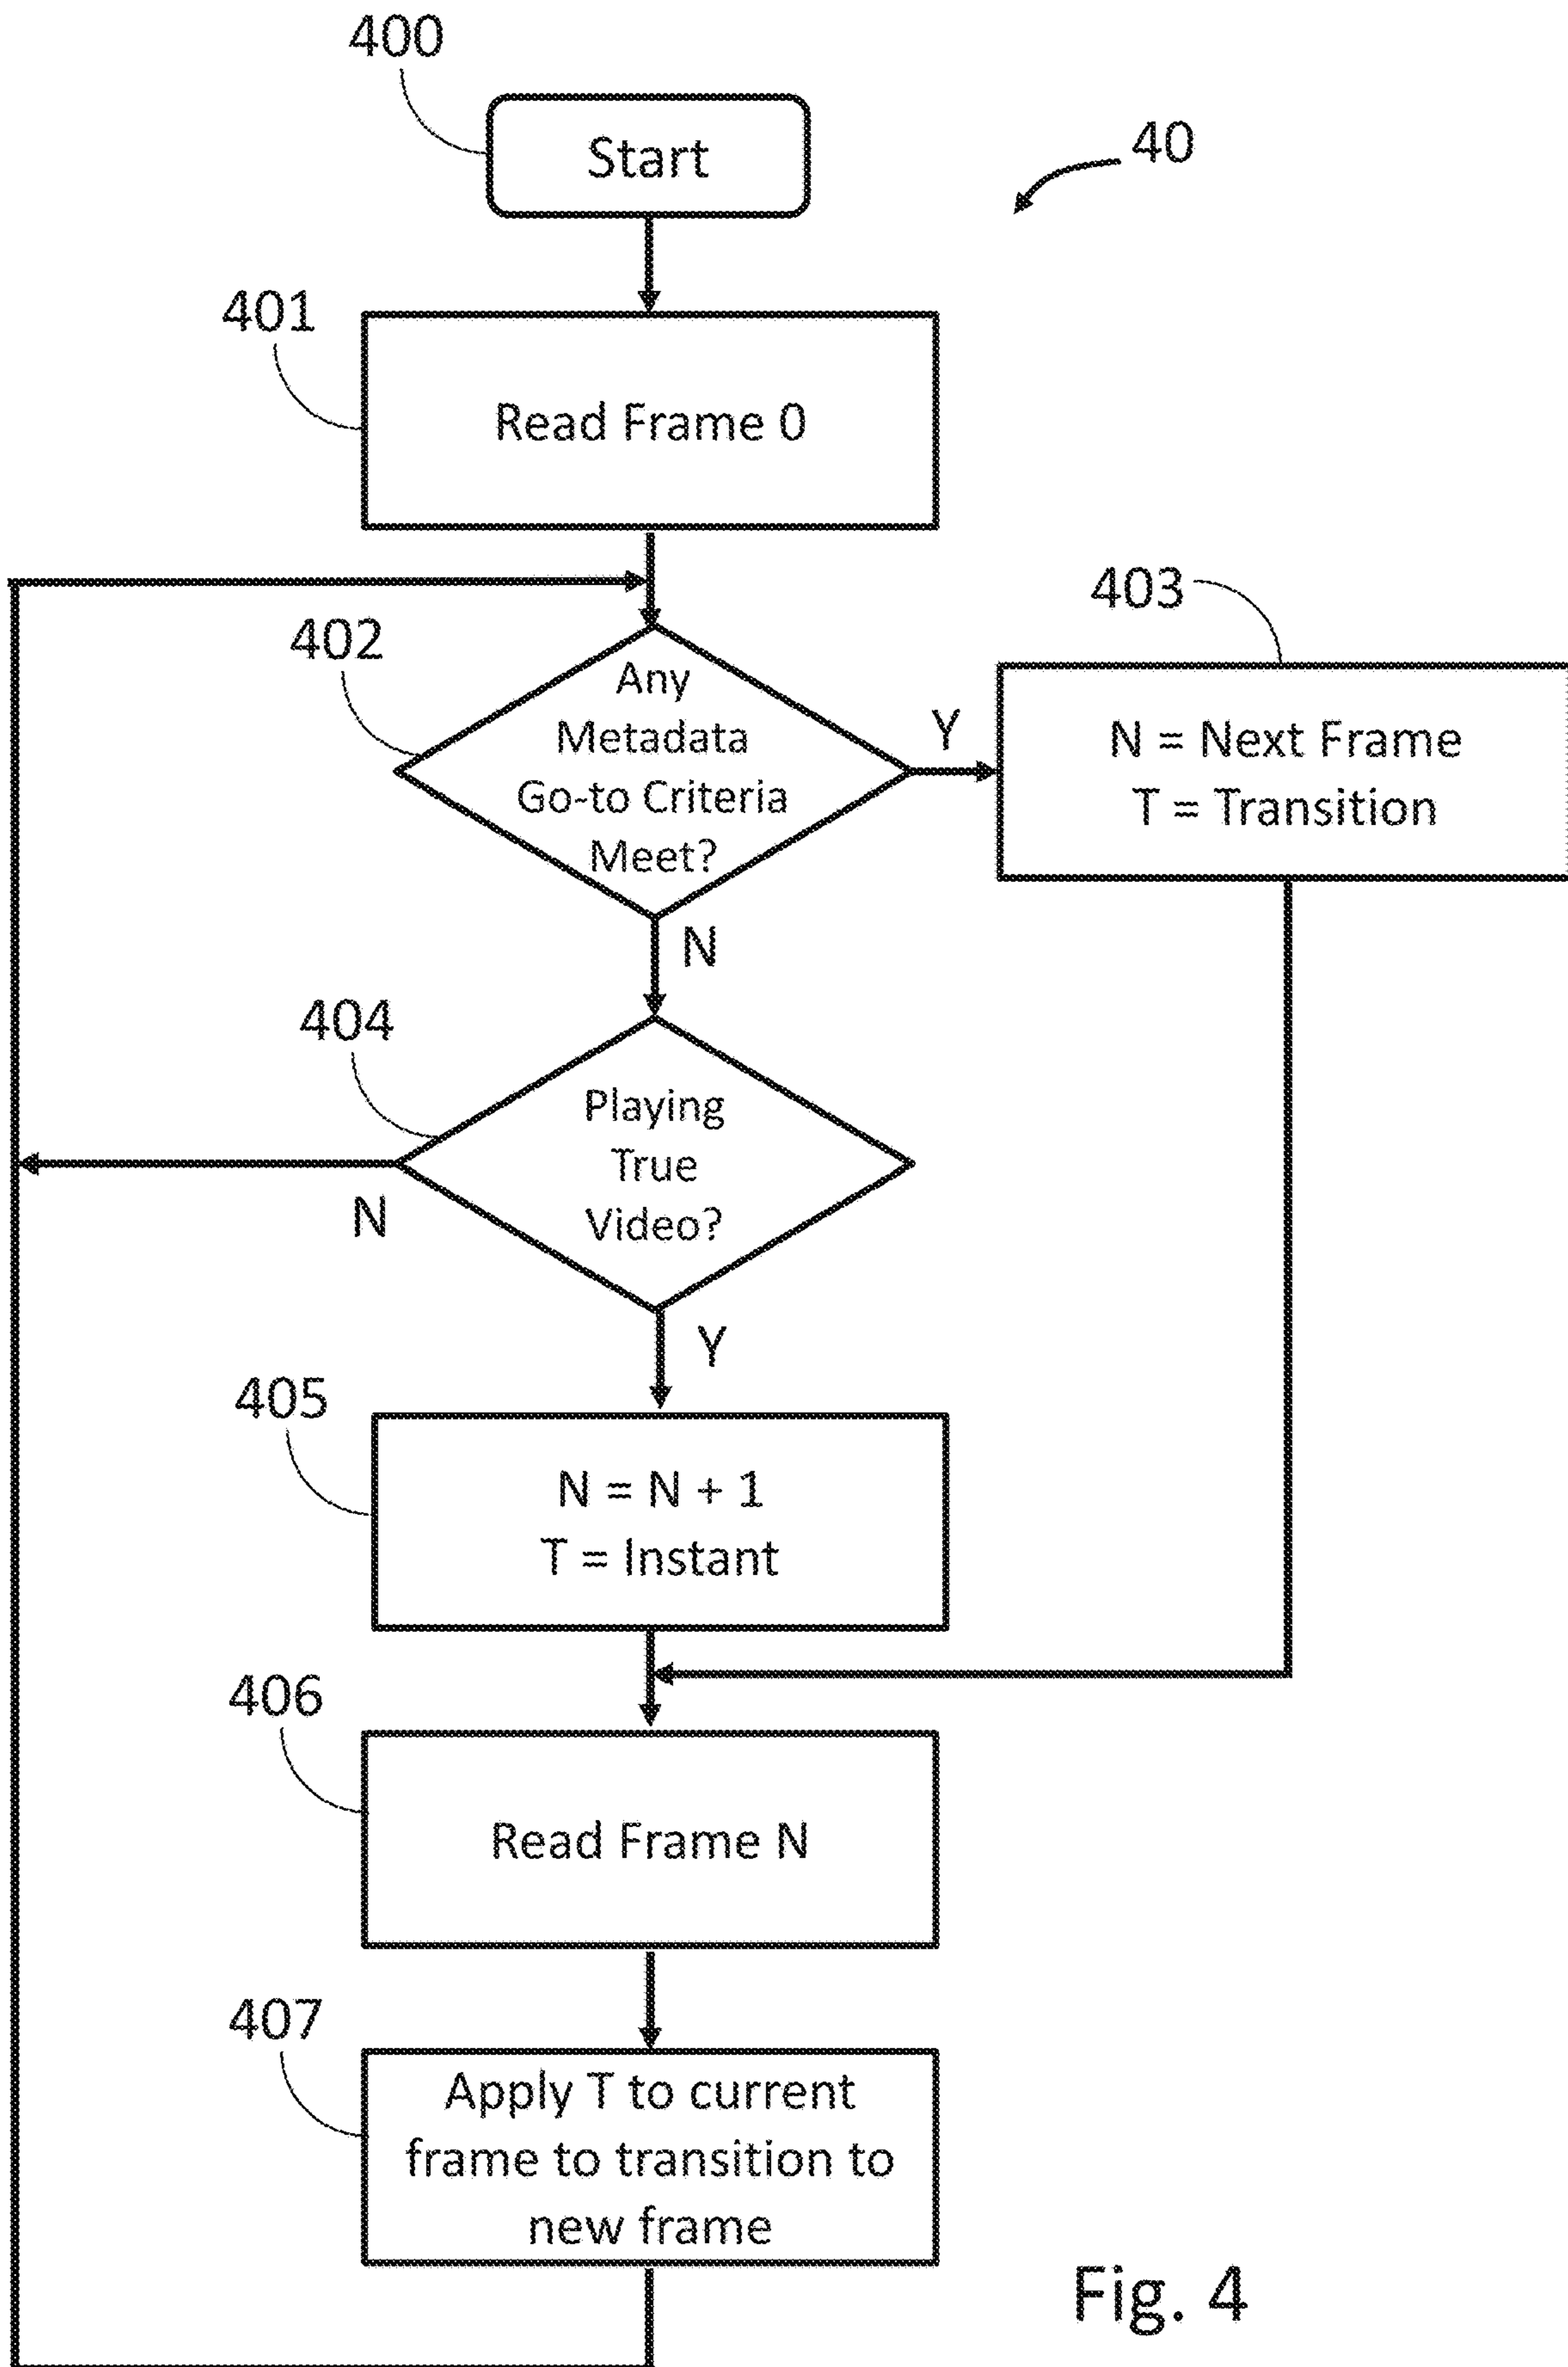 400
Start
40
401
Read Frame 0
402
Any
Metadata
Go-to Criteria
Meet?
Y
403
N = Next Frame
T = Transition
N
404
Playing
True
Video?
N
Y
405
N = N + 1
T = Instant
406
Read Frame N
407
Apply T to current
frame to transition to
new frame
Fig. 4